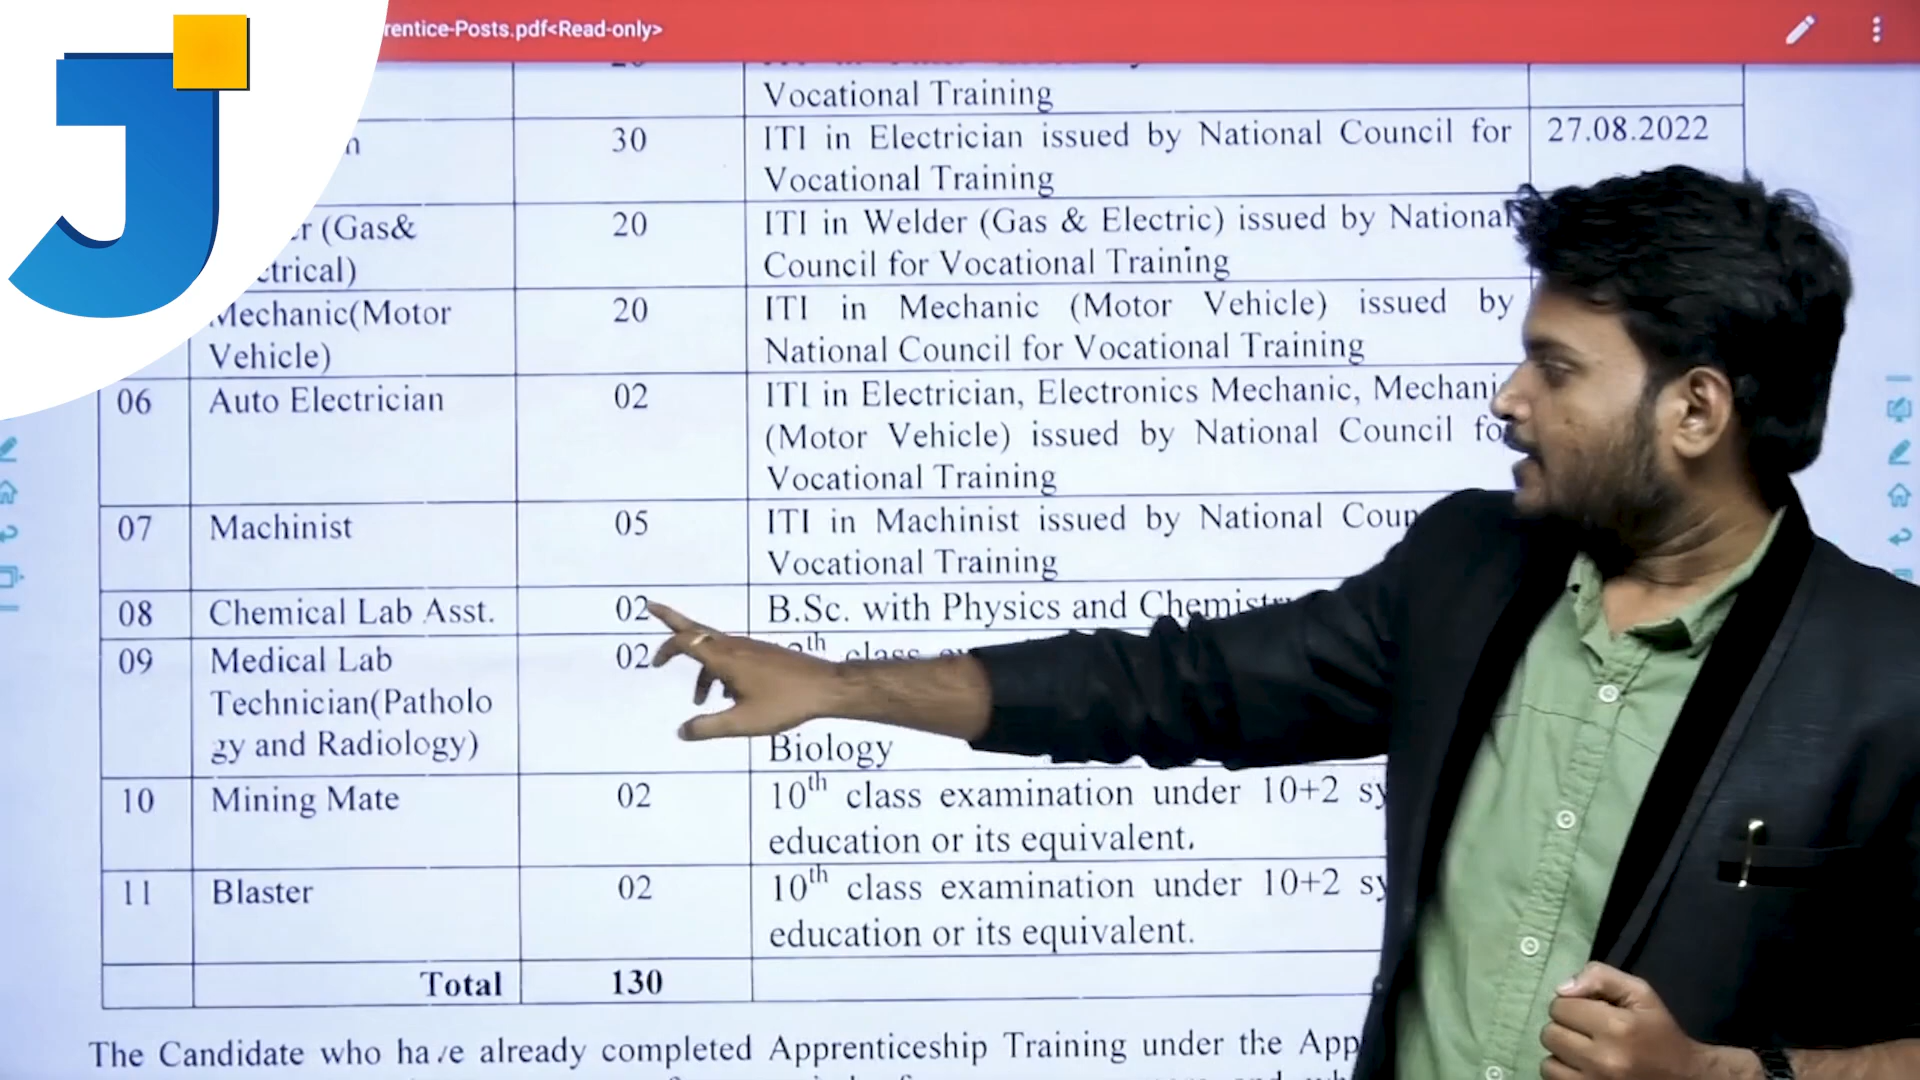 rentice-Posts.pdf<Read-only>
Vocational Training
30 ITI in Electrician issued by National Council for 27.08.2022
Vocational Training
(Gas& 20 ITI in Welder (Gas & Electric) issued by National
Council for Vocational Training
Mechanic(Motor 20 ITI in Mechanic (Motor Vehicle) issued by
Vehicle) National Council for Vocational Training
06 Auto Electrician 02 ITI in Electrician, Electronics Mechanic, Mechanic
(Motor Vehicle) issued by National Council for
Vocational Training
07 Machinist 05 ITI in Machinist issued by National
Vocational Training
08 Chemical Lab Asst. 02 B.Sc. with Physics and Chemistry
09 Medical Lab 02 class
Technician(Patholo
gy and Radiology) Biology
10 Mining Mate 02 10th class examination under 10+2
education or its equivalent.
11 Blaster 02 10th class examination under 10+2
education or its equivalent.
Total 130
The Candidate who have already completed Apprenticeship Training under the App